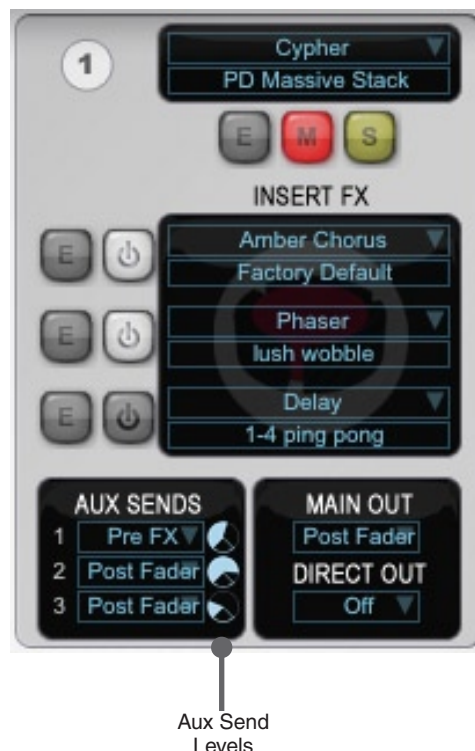 1
Cypher
PD Massive Stack
E M S
INSERT FX
E
Amber Chorus
Factory Default
E
Phaser
lush wobble
E
Delay
1-4 ping pong
AUX SENDS
1 Pre FX
2 Post Fader
3 Post Fader
MAIN OUT
Post Fader
DIRECT OUT
Off
Aux Send
Levels